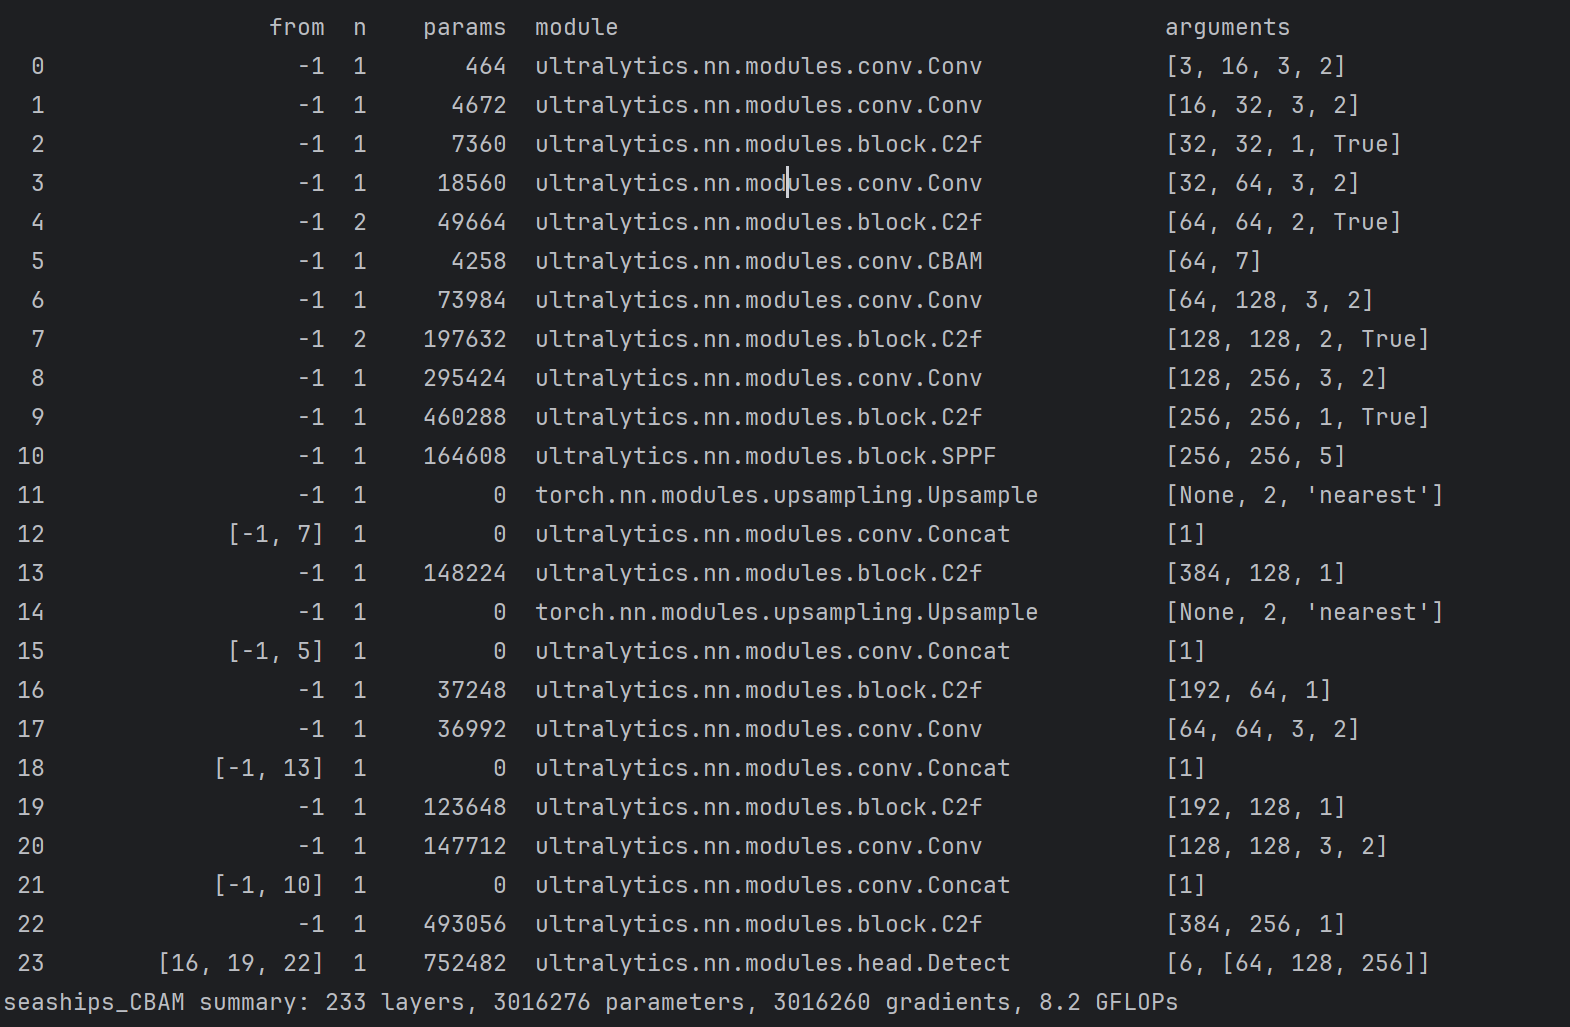 from n params module arguments
0 -1 1 464 ultralytics.nn.modules.conv.Conv [3, 16, 3, 2]
1 -1 1 4672 ultralytics.nn.modules.conv.Conv [16, 32, 3, 2]
2 -1 1 7360 ultralytics.nn.modules.block.C2f [32, 32, 1, True]
3 -1 1 18560 ultralytics.nn.modules.conv.Conv [32, 64, 3, 2]
4 -1 2 49664 ultralytics.nn.modules.block.C2f [64, 64, 2, True]
5 -1 1 4258 ultralytics.nn.modules.conv.CBAM [64, 7]
6 -1 1 73984 ultralytics.nn.modules.conv.Conv [64, 128, 3, 2]
7 -1 2 197632 ultralytics.nn.modules.block.C2f [128, 128, 2, True]
8 -1 1 295424 ultralytics.nn.modules.conv.Conv [128, 256, 3, 2]
9 -1 1 460288 ultralytics.nn.modules.block.C2f [256, 256, 1, True]
10 -1 1 164608 ultralytics.nn.modules.block.SPPF [256, 256, 5]
11 -1 1 0 torch.nn.modules.upsampling.Upsample [None, 2, 'nearest']
12 [-1, 7] 1 0 ultralytics.nn.modules.conv.Concat [1]
13 -1 1 148224 ultralytics.nn.modules.block.C2f [384, 128, 1]
14 -1 1 0 torch.nn.modules.upsampling.Upsample [None, 2, 'nearest']
15 [-1, 5] 1 0 ultralytics.nn.modules.conv.Concat [1]
16 -1 1 37248 ultralytics.nn.modules.block.C2f [192, 64, 1]
17 -1 1 36992 ultralytics.nn.modules.conv.Conv [64, 64, 3, 2]
18 [-1, 13] 1 0 ultralytics.nn.modules.conv.Concat [1]
19 -1 1 123648 ultralytics.nn.modules.block.C2f [192, 128, 1]
20 -1 1 147712 ultralytics.nn.modules.conv.Conv [128, 128, 3, 2]
21 [-1, 10] 1 0 ultralytics.nn.modules.conv.Concat [1]
22 -1 1 493056 ultralytics.nn.modules.block.C2f [384, 256, 1]
23 [16, 19, 22] 1 752482 ultralytics.nn.modules.head.Detect [6, [64, 128, 256]]
seaships_CBAM summary: 233 layers, 3016276 parameters, 3016260 gradients, 8.2 GFLOPs